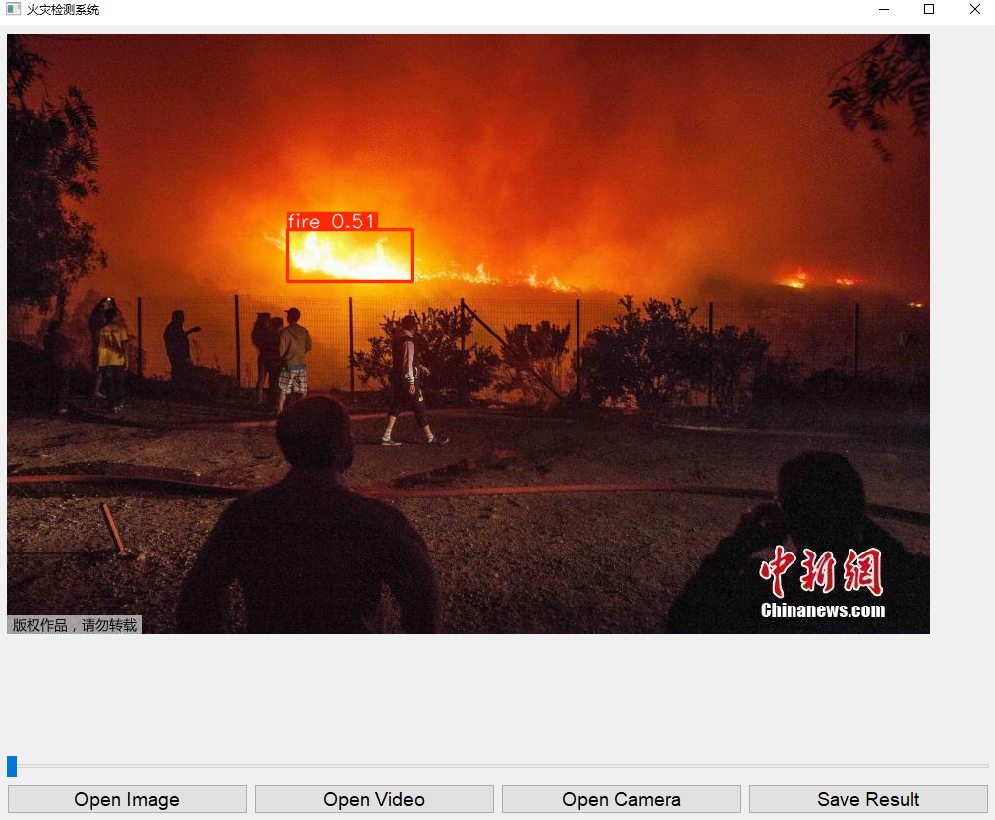 火灾检测系统
fire 0.51
中新網
Chinanews.com
版权作品，请勿转载
Open Image
Open Video
Open Camera
Save Result